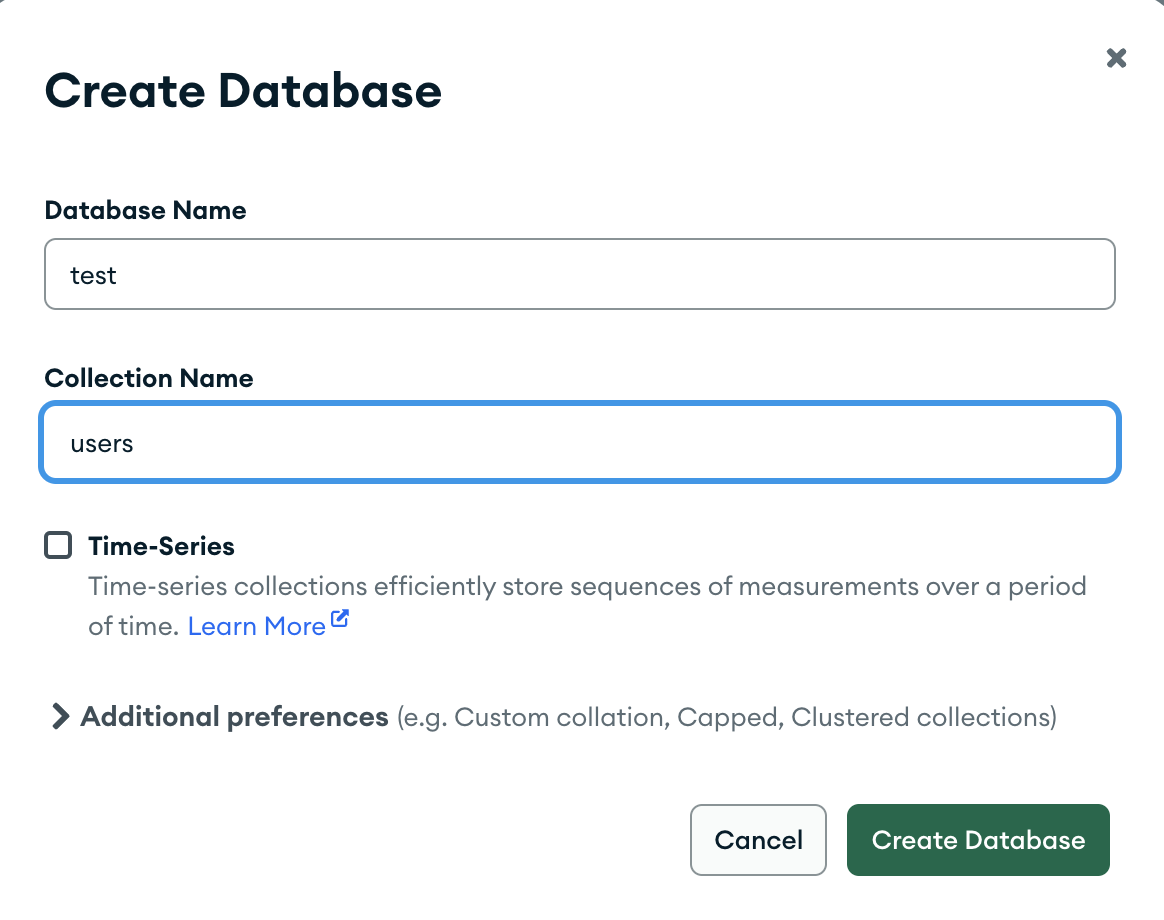 Create Database
Database Name
test
Collection Name
users
Time-Series
Time-series collections efficiently store sequences of measurements over a period
of time. Learn More
Additional preferences (e.g. Custom collation, Capped, Clustered collections)
Cancel
Create Database